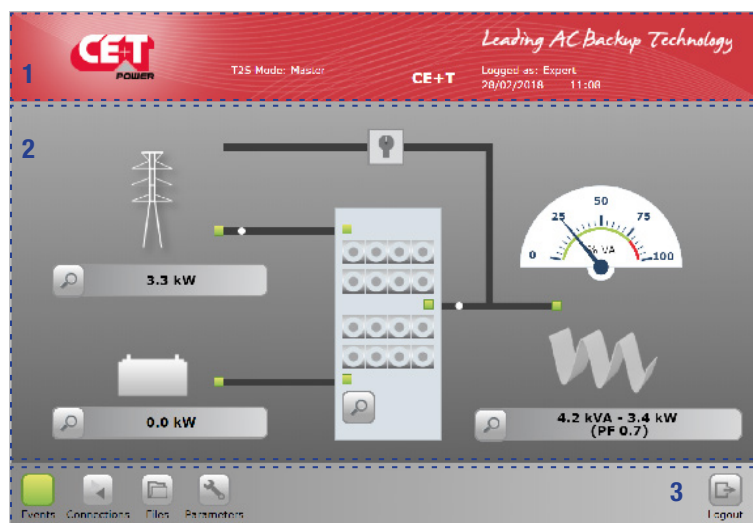 1
CE+T
POWER
T2S Mode: Master
CE+T
Leading AC Backup Technology
Logged as: Expert
28/02/2018 11:08
2
3.3 kW
0.0 kW
0
25
50
75
100
% VA
4.2 kVA - 3.4 kW
(PF 0.7)
Events
Connections
Files
Parameters
3
Logout